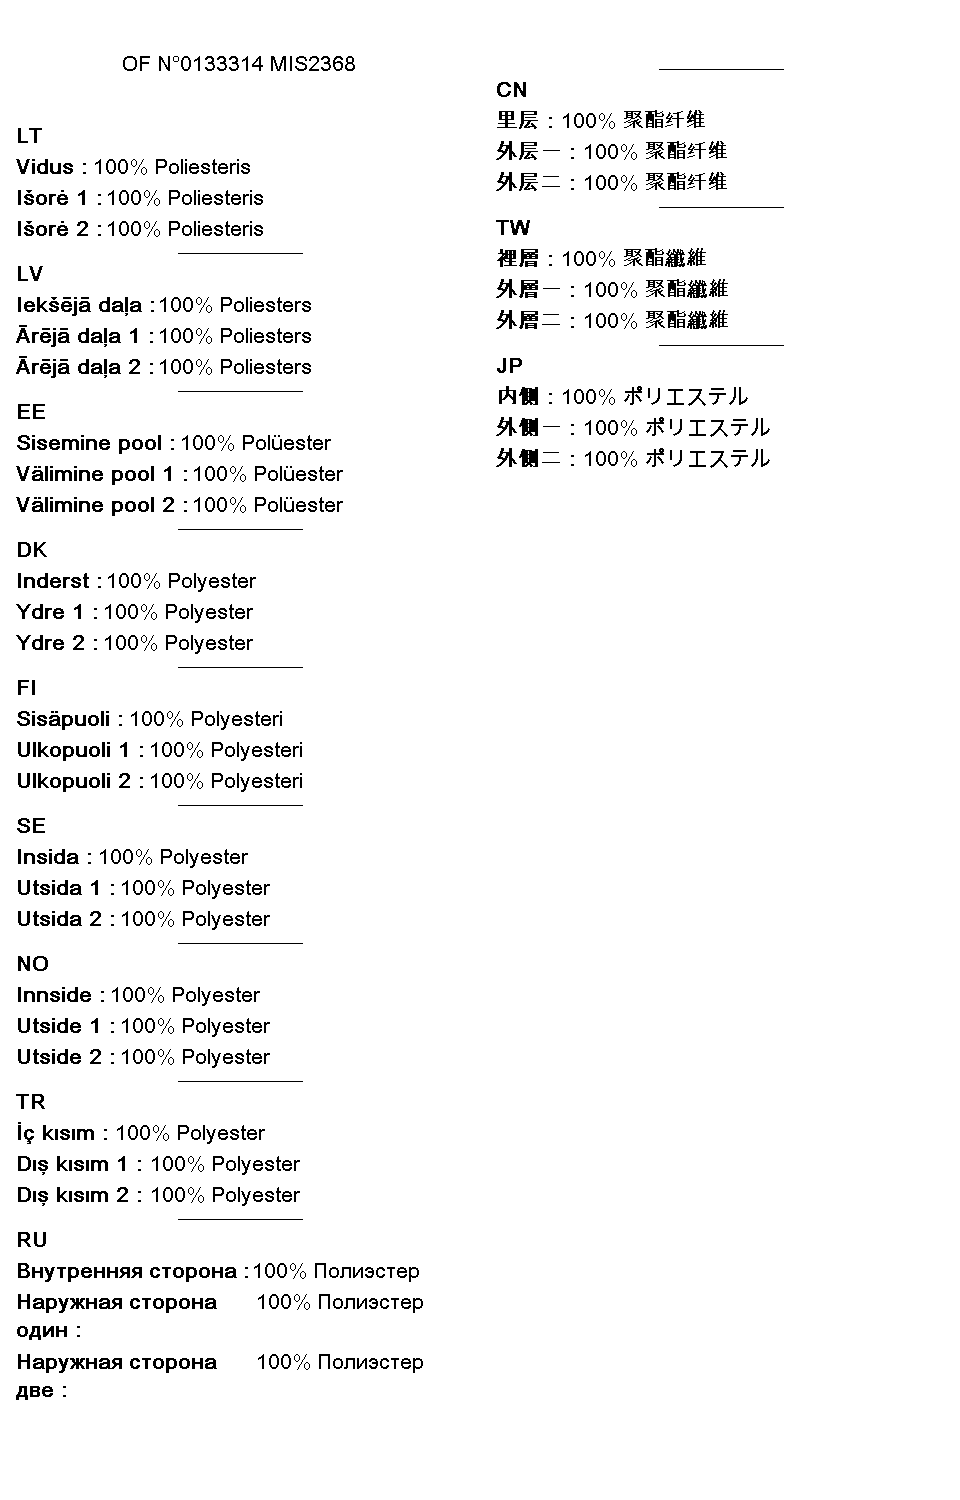 OF N°0133314 MIS2368
LT
Vidus : 100% Poliesteris
Išorė 1 : 100% Poliesteris
Išorė 2 : 100% Poliesteris
LV
Iekšējā daļa : 100% Poliesters
Ārējā daļa 1 : 100% Poliesters
Ārējā daļa 2 : 100% Poliesters
EE
Sisemine pool : 100% Polüester
Välimine pool 1 : 100% Polüester
Välimine pool 2 : 100% Polüester
DK
Inderst : 100% Polyester
Ydre 1 : 100% Polyester
Ydre 2 : 100% Polyester
FI
Sisäpuoli : 100% Polyesteri
Ulkopuoli 1 : 100% Polyesteri
Ulkopuoli 2 : 100% Polyesteri
SE
Insida : 100% Polyester
Utsida 1 : 100% Polyester
Utsida 2 : 100% Polyester
NO
Innside : 100% Polyester
Utside 1 : 100% Polyester
Utside 2 : 100% Polyester
TR
İç kısım : 100% Polyester
Dış kısım 1 : 100% Polyester
Dış kısım 2 : 100% Polyester
RU
Внутренняя сторона : 100% Полиэстер
Наружная сторона 100% Полиэстер
один :
Наружная сторона 100% Полиэстер
две :
CN
里层 : 100% 聚酯纤维
外层一 : 100% 聚酯纤维
外层二 : 100% 聚酯纤维
TW
裡層 : 100% 聚酯纖維
外層一 : 100% 聚酯纖維
外層二 : 100% 聚酯纖維
JP
内側 : 100% ポリエステル
外側一 : 100% ポリエステル
外側二 : 100% ポリエステル